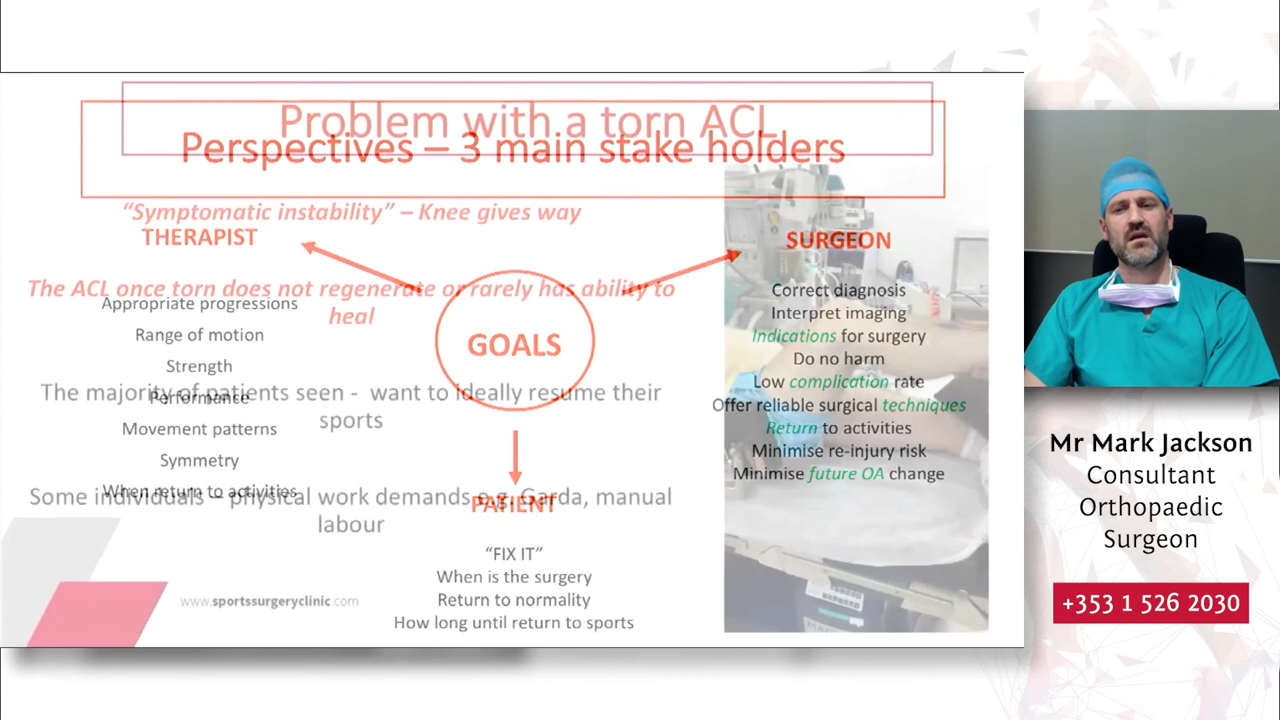 Problem with a torn ACL
Perspectives – 3 main stake holders
“Symptomatic instability” – Knee gives way
The ACL once torn does not regenerate or rarely has ability to
heal
The majority of patients seen - want to ideally resume their
sports
Some individuals – physical work demands e.g. Garda, manual
labour
THERAPIST
Appropriate progressions
Range of motion
Strength
Performance
Movement patterns
Symmetry
When return to activities
GOALS
SURGEON
Correct diagnosis
Interpret imaging
Indications for surgery
Do no harm
Low complication rate
Offer reliable surgical techniques
Return to activities
Minimise re-injury risk
Minimise future OA change
PATIENT
“FIX IT”
When is the surgery
Return to normality
How long until return to sports
www.sportssurgeryclinic.com
Mr Mark Jackson
Consultant
Orthopaedic
Surgeon
+353 1 526 2030